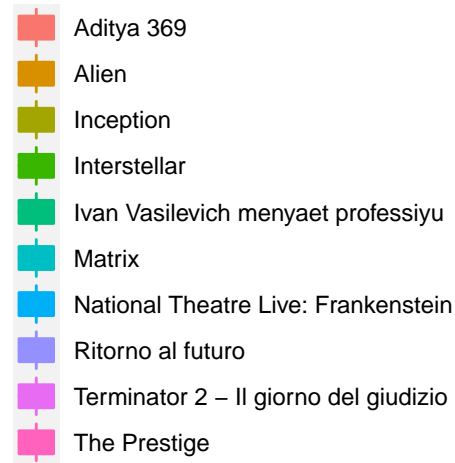 Aditya 369
Alien
Inception
Interstellar
Ivan Vasilevich menyaet professiyu
Matrix
National Theatre Live: Frankenstein
Ritorno al futuro
Terminator 2 – Il giorno del giudizio
The Prestige